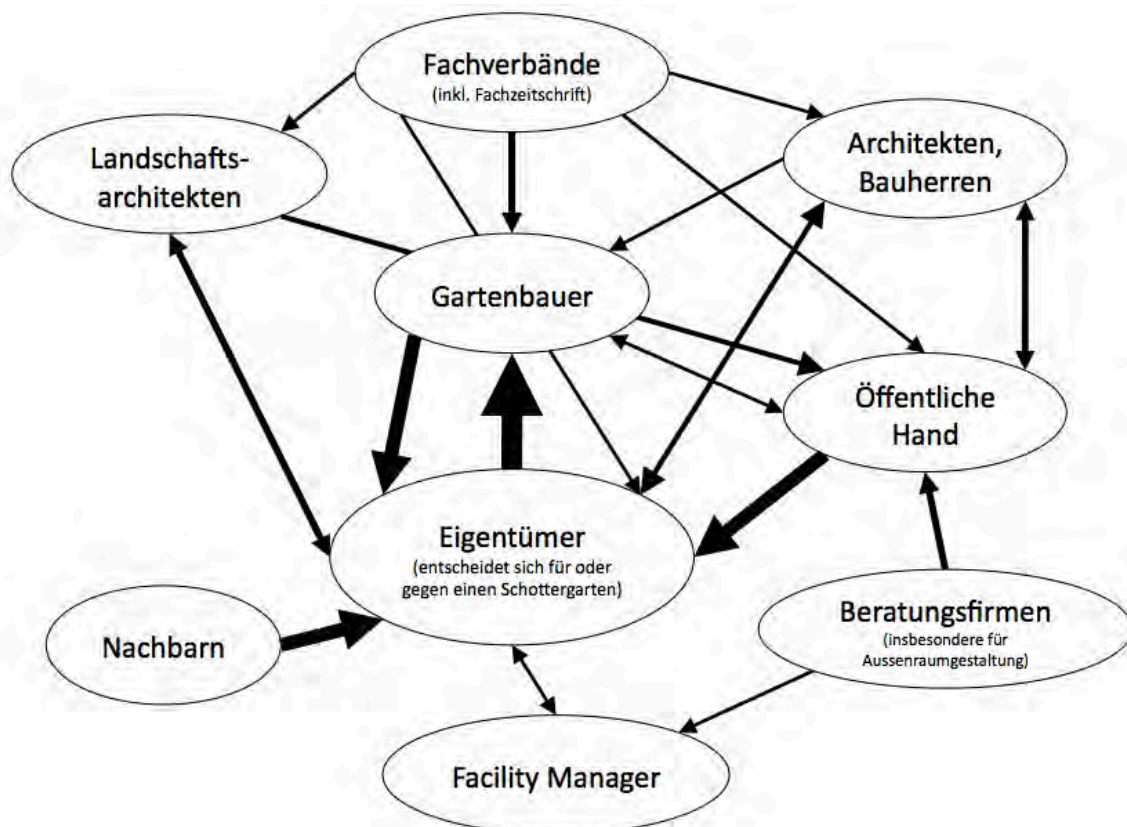 Fachverbände
(inkl. Fachzeitschrift)
Landschafts-
architekten
Architekten,
Bauherren
Gartenbauer
Öffentliche
Hand
Eigentümer
(entscheidet sich für oder
gegen einen Schottergarten)
Nachbarn
Beratungsfirmen
(insbesondere für
Aussenraumgestaltung)
Facility Manager